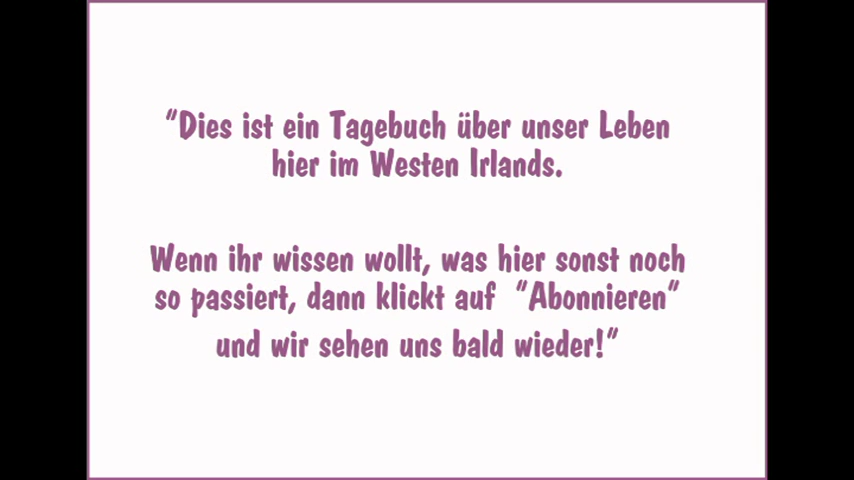 "Dies ist ein Tagebuch über unser Leben
hier im Westen Irlands.
Wenn ihr wissen wollt, was hier sonst noch
so passiert, dann klickt auf "Abonnieren"
und wir sehen uns bald wieder!"